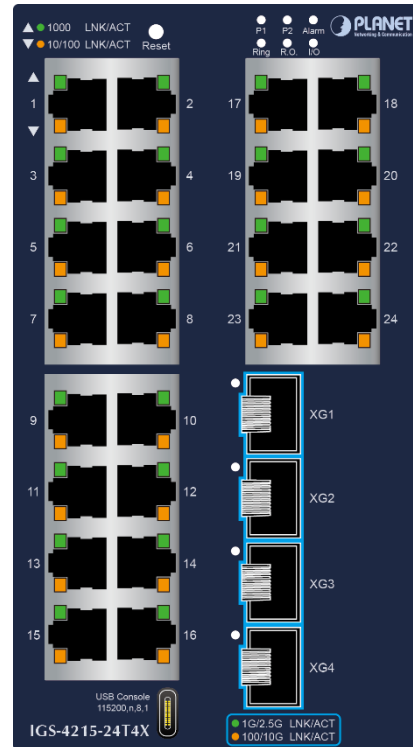 1000 LNK/ACT
10/100 LNK/ACT
Reset
P1 P2 Alarm
Ring R.O. I/O
PLANET
Networking & Communication
1 2
3 4
5 6
7 8
17 18
19 20
21 22
23 24
9 10
11 12
13 14
15 16
XG1
XG2
XG3
XG4
USB Console
115200,n,8,1
IGS-4215-24T4X
1G/2.5G LNK/ACT
100/10G LNK/ACT